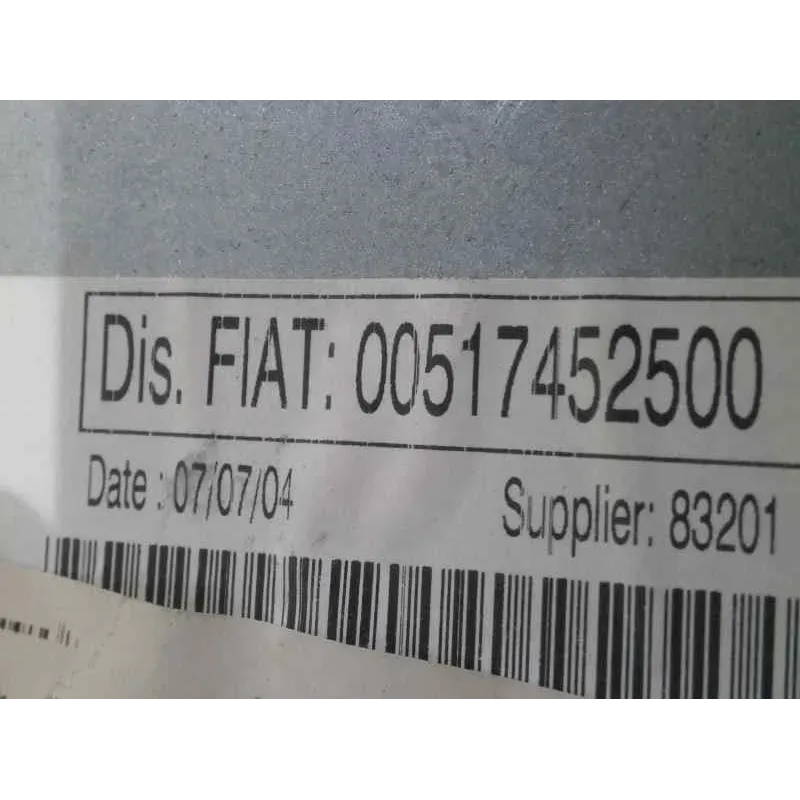 Dis. FIAT: 00517452500
Date : 07/07/04
Supplier: 83201